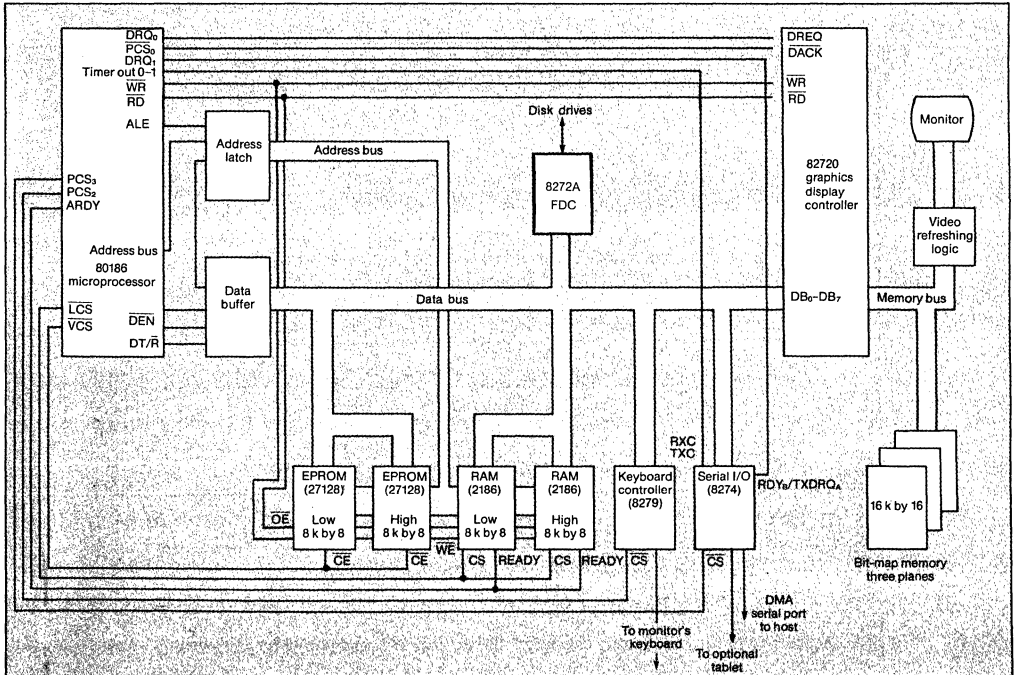 DRQ₀
PCS₀
DRQ₁
Timer out 0–1
WR
RD
ALE
PCS₃
PCS₂
ARDY
Address bus
80186
microprocessor
LCS
VCS
DEN
DT/R
Address
latch
Address bus
Data
buffer
Data bus
Disk drives
8272A
FDC
DREQ
DACK
WR
RD
82720
graphics
display
controller
DB₀–DB₇
Monitor
Video
refreshing
logic
Memory bus
EPROM
(27128)
Low
8 k by 8
EPROM
(27128)
High
8 k by 8
RAM
(2186)
Low
8 k by 8
RAM
(2186)
High
8 k by 8
RXC
TXC
Keyboard
controller
(8279)
Serial I/O
(8274)
RDY_B/TXDRQ_A
16 k by 16
Bit-map memory
three planes
OE
CE
CE
WE
CS
READY
CS
READY
CS
CS
To monitor's
keyboard
To optional
tablet
DMA
serial port
to host